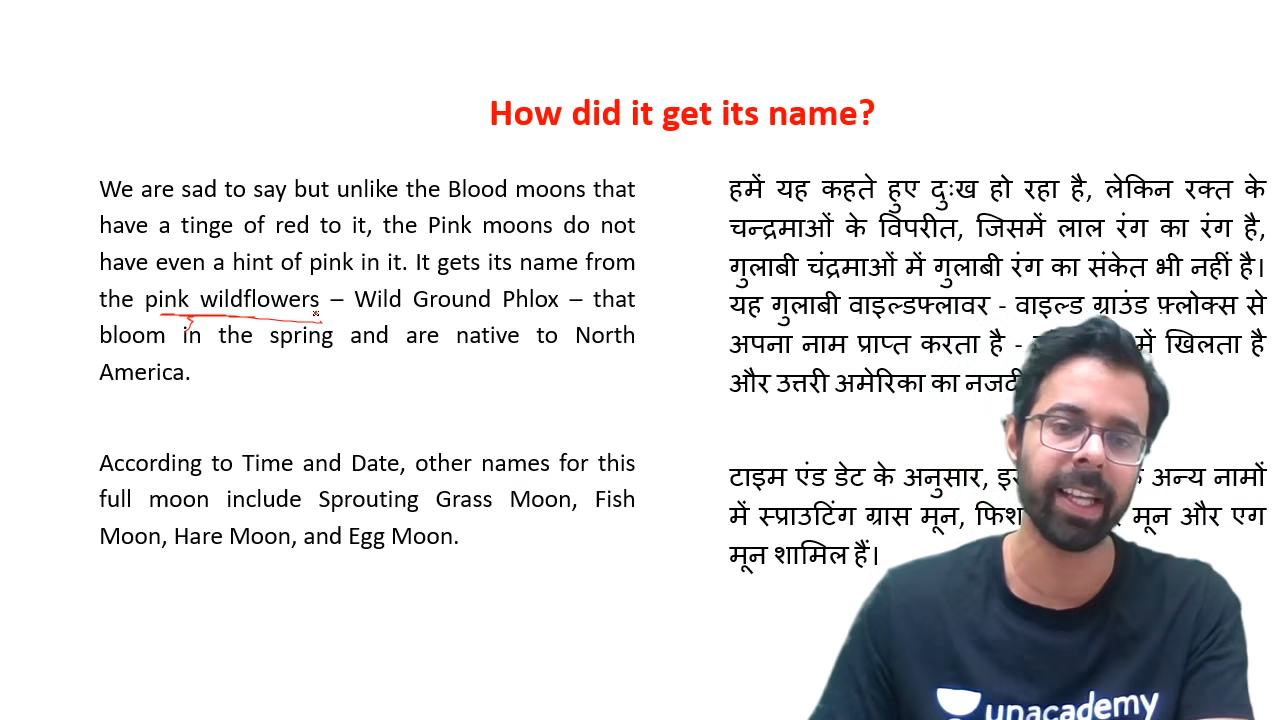 How did it get its name?
We are sad to say but unlike the Blood moons that
have a tinge of red to it, the Pink moons do not
have even a hint of pink in it. It gets its name from
the pink wildflowers – Wild Ground Phlox – that
bloom in the spring and are native to North
America.
According to Time and Date, other names for this
full moon include Sprouting Grass Moon, Fish
Moon, Hare Moon, and Egg Moon.
हमें यह कहते हुए दुःख हो रहा है, लेकिन रक्त के
चन्द्रमाओं के विपरीत, जिसमें लाल रंग का रंग है,
गुलाबी चंद्रमाओं में गुलाबी रंग का संकेत भी नहीं है।
यह गुलाबी वाइल्डफ्लावर - वाइल्ड ग्राउंड फ़्लोक्स से
अपना नाम प्राप्त करता है - में खिलता है
और उत्तरी अमेरिका का
टाइम एंड डेट के अनुसार, अन्य नामों
में स्प्राउटिंग ग्रास मून, मून और एग
मून शामिल हैं।
unacademy